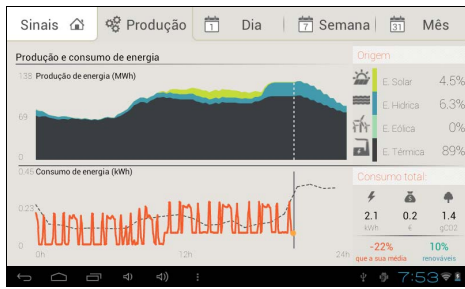 Sinais Produção 1 Dia 7 Semana 31 Mês
Produção e consumo de energia
138 Produção de energia (MWh)
69
0
0.46 Consumo de energia (kWh)
0.23
0
0h 12h 24h
Origem
E. Solar 4.5%
E. Hidrica 6.3%
E. Eólica 0%
E. Térmica 89%
Consumo total:
2.1 0.2 1.4
kWh € gCO2
-22% 10%
que a sua média renováveis
7:53